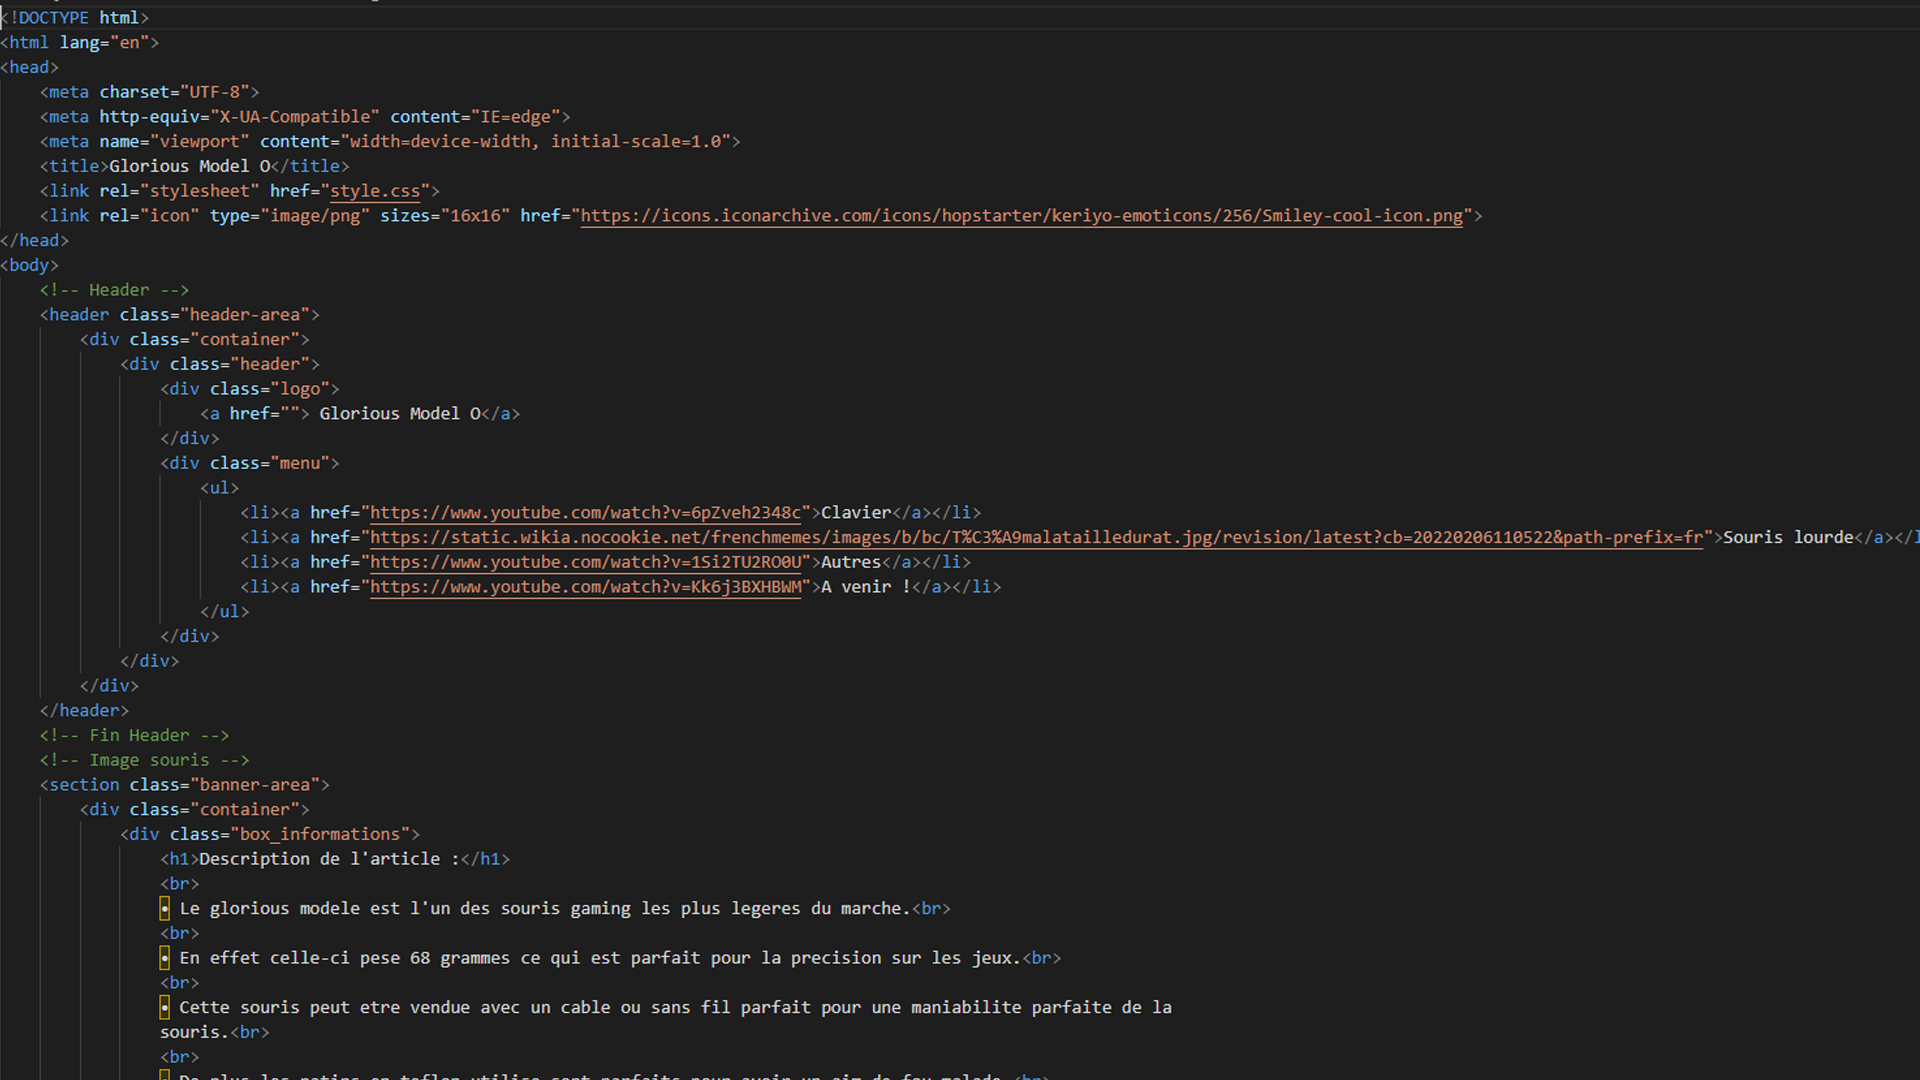 <!DOCTYPE html>
<html lang="en">
<head>
<meta charset="UTF-8">
<meta http-equiv="X-UA-Compatible" content="IE=edge">
<meta name="viewport" content="width=device-width, initial-scale=1.0">
<title>Glorious Model O</title>
<link rel="stylesheet" href="style.css">
<link rel="icon" type="image/png" sizes="16x16" href="https://icons.iconarchive.com/icons/hopstarter/keriyo-emoticons/256/Smiley-cool-icon.png">
</head>
<body>
<!-- Header -->
<header class="header-area">
<div class="container">
<div class="header">
<div class="logo">
<a href=""> Glorious Model O</a>
</div>
<div class="menu">
<ul>
<li><a href="https://www.youtube.com/watch?v=6pZveh2348c">Clavier</a></li>
<li><a href="https://static.wikia.nocookie.net/frenchmemes/images/b/bc/T%C3%A9malatailledurat.jpg/revision/latest?cb=20220206110522&path-prefix=fr">Souris lourde</a></l
<li><a href="https://www.youtube.com/watch?v=1Si2TU2RO0U">Autres</a></li>
<li><a href="https://www.youtube.com/watch?v=Kk6j3BXHBWM">A venir !</a></li>
</ul>
</div>
</div>
</div>
</header>
<!-- Fin Header -->
<!-- Image souris -->
<section class="banner-area">
<div class="container">
<div class="box_informations">
<h1>Description de l'article :</h1>
<br>
• Le glorious modele est l'un des souris gaming les plus legeres du marche.<br>
<br>
• En effet celle-ci pese 68 grammes ce qui est parfait pour la precision sur les jeux.<br>
<br>
• Cette souris peut etre vendue avec un cable ou sans fil parfait pour une maniabilite parfaite de la
souris.<br>
<br>